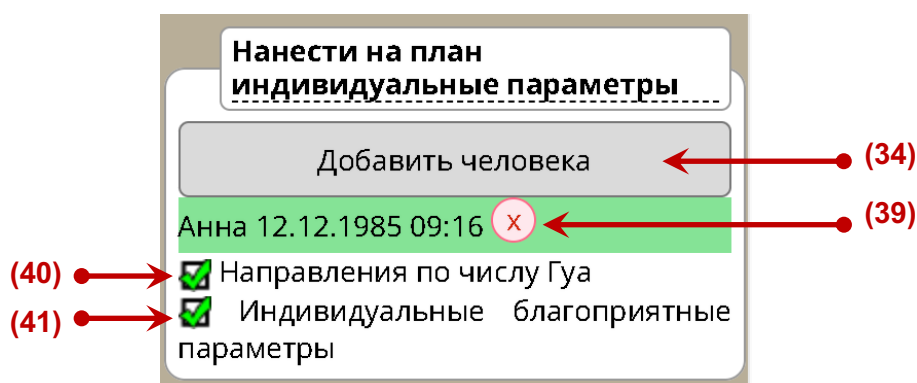 Нанести на план
индивидуальные параметры
Добавить человека
(34)
Анна 12.12.1985 09:16 X
(39)
(40)
Направления по числу Гуа
(41)
Индивидуальные благоприятные
параметры